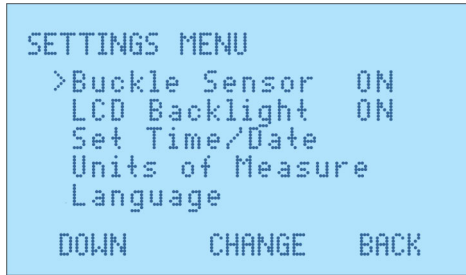 SETTINGS MENU
>Buckle Sensor ON
LCD Backlight ON
Set Time/Date
Units of Measure
Language
DOWN CHANGE BACK